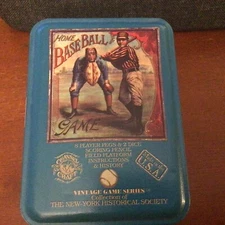 HOME
BASE BALL
GAME
9 PLAYER PEGS & 2 DICE
SCORING PENCIL
FIELD PLATFORM
INSTRUCTIONS
& HISTORY
U.S.A.
VINTAGE GAME SERIES
Collection of
THE NEW-YORK HISTORICAL SOCIETY